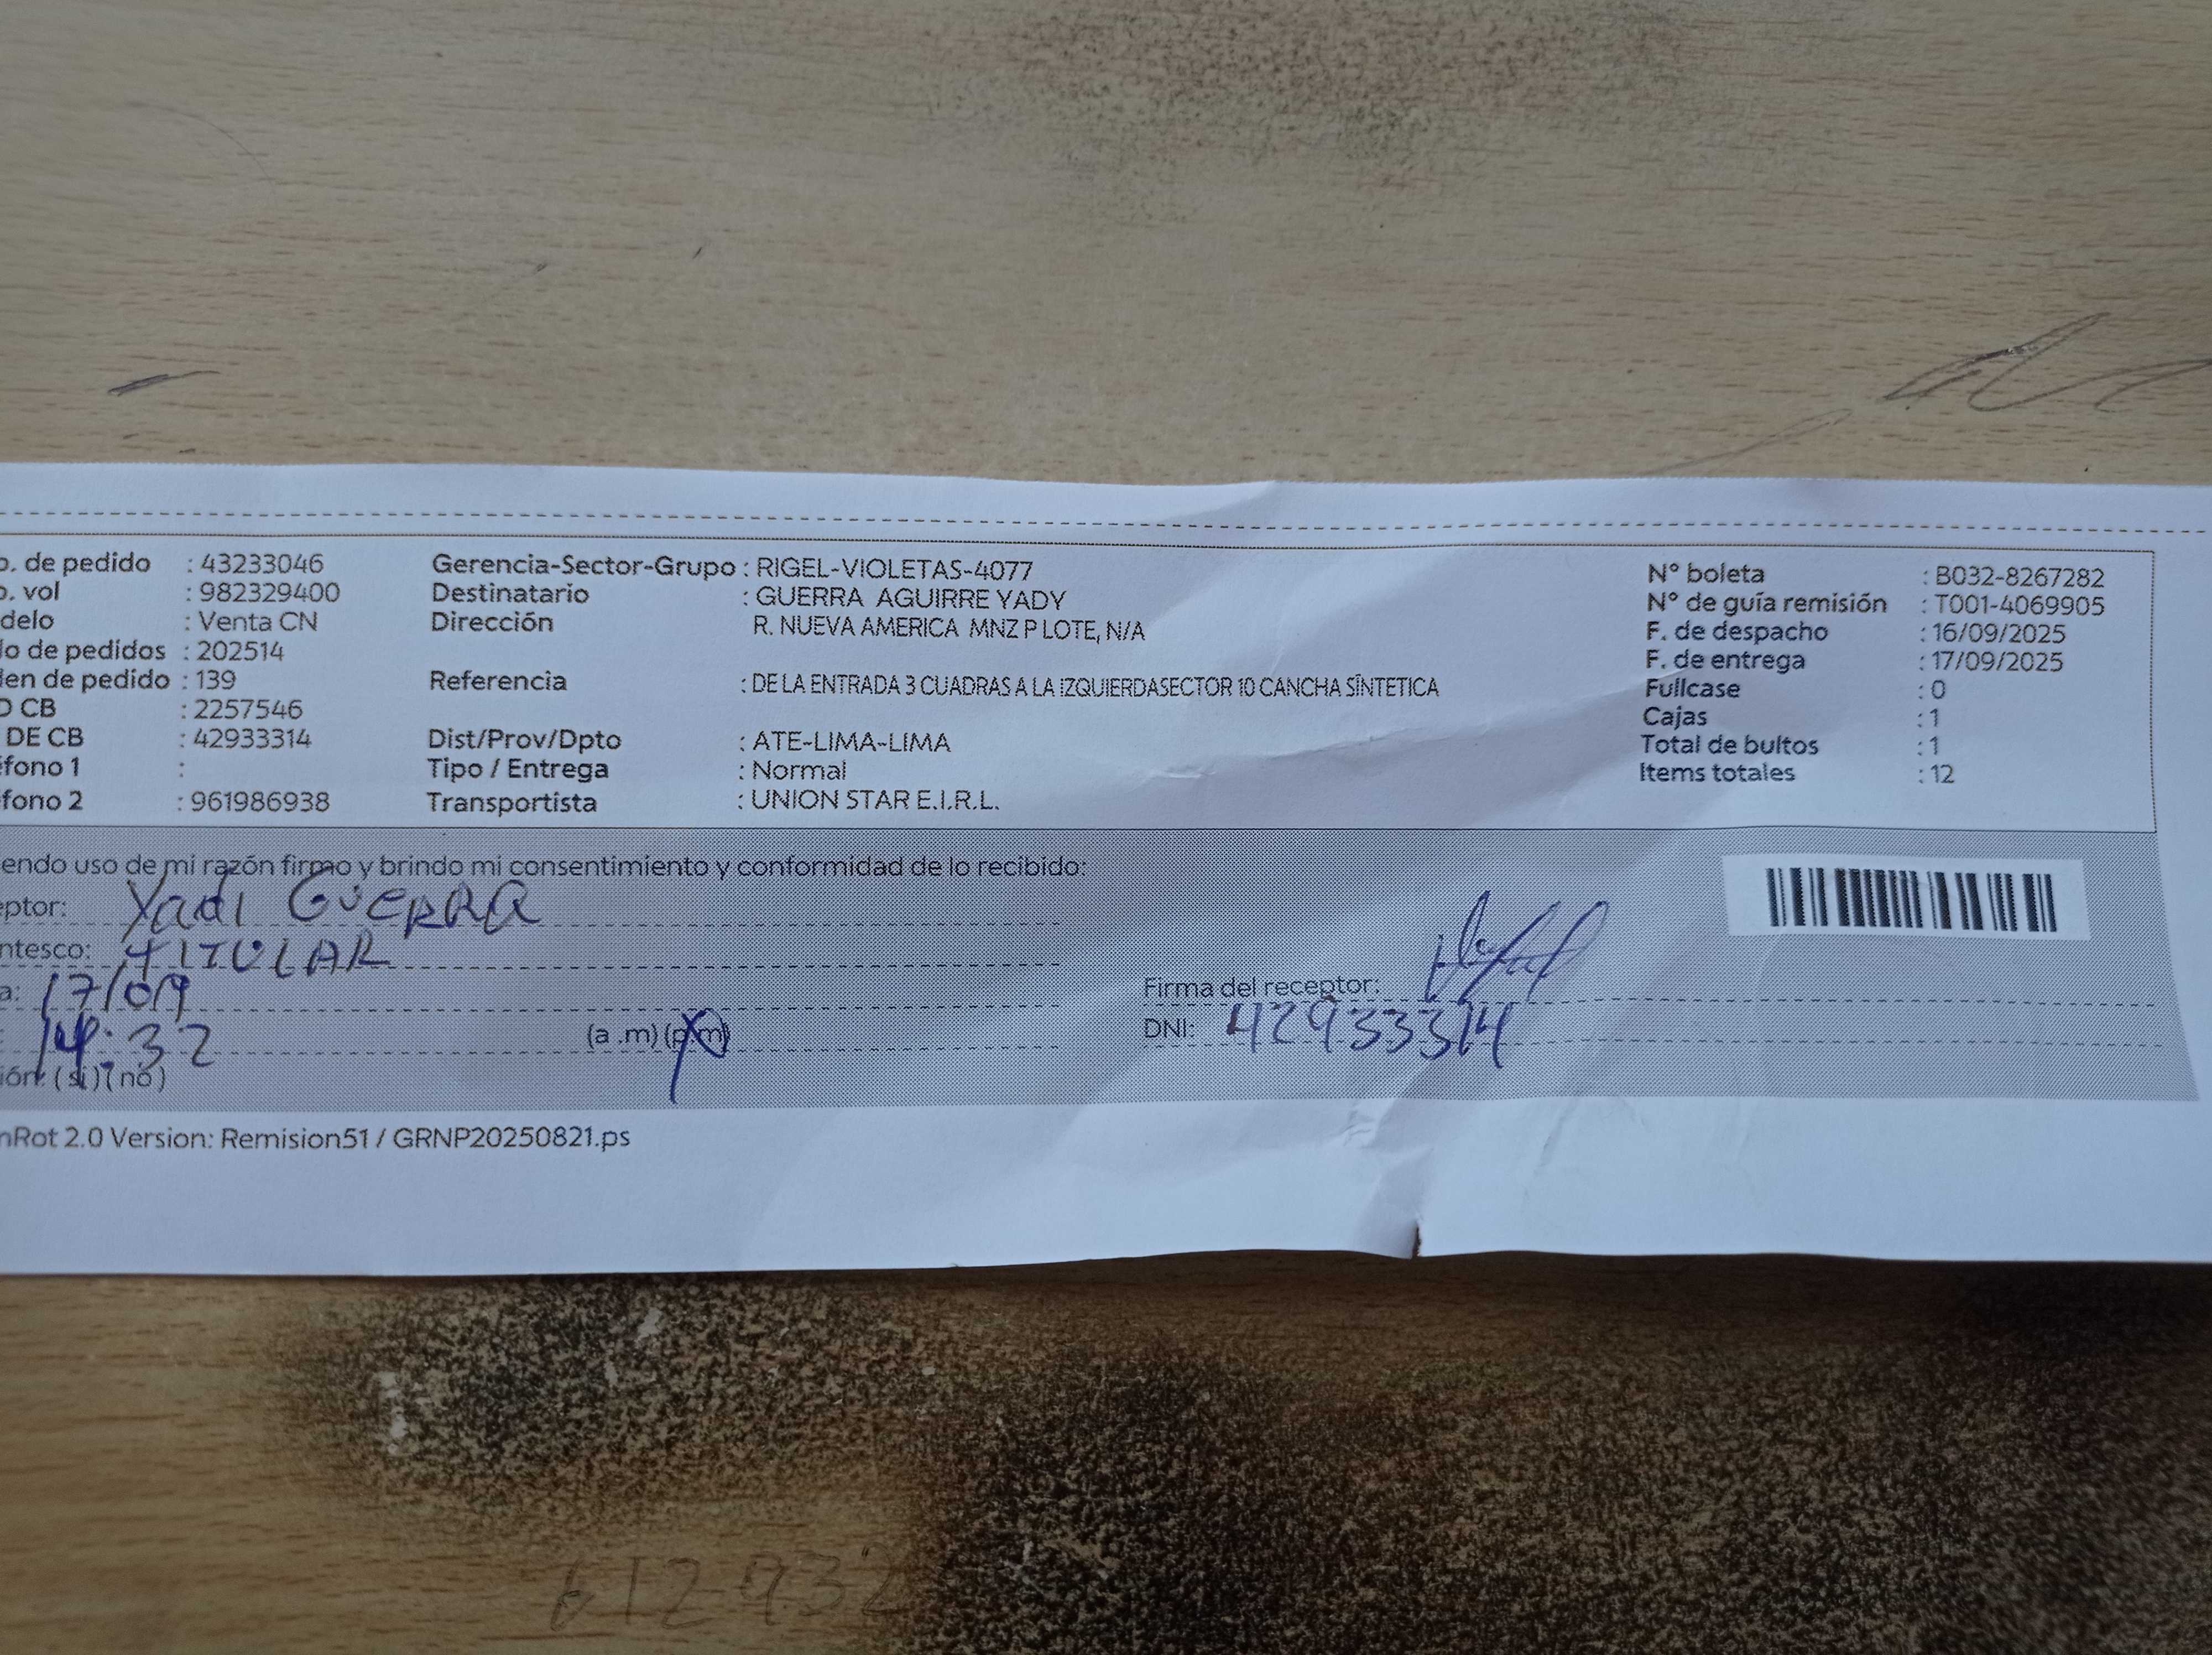 o. de pedido : 43233046
o. vol : 982329400
delo : Venta CN
lo de pedidos : 202514
len de pedido : 139
D CB : 2257546
DE CB : 42933314
éfono 1 :
fono 2 : 961986938
Gerencia-Sector-Grupo : RIGEL-VIOLETAS-4077
Destinatario : GUERRA AGUIRRE YADY
Dirección R. NUEVA AMERICA MNZ P LOTE, N/A
Referencia : DE LA ENTRADA 3 CUADRAS A LA IZQUIERDASECTOR 10 CANCHA SINTETICA
Dist/Prov/Dpto : ATE-LIMA-LIMA
Tipo / Entrega : Normal
Transportista : UNION STAR E.I.R.L.
N° boleta : B032-8267282
N° de guía remisión : T001-4069905
F. de despacho : 16/09/2025
F. de entrega : 17/09/2025
Fullcase : 0
Cajas : 1
Total de bultos : 1
Items totales : 12
endo uso de mi razón firmo y brindo mi consentimiento y conformidad de lo recibido:
eptor: Yadi GUERRA
ntesco: TITULAR
a: 17/09
: 14:32 (a .m) (p.m)
ión: (si) (no)
Firma del receptor:
DNI: 42933314
nRot 2.0 Version: Remision51 / GRNP20250821.ps